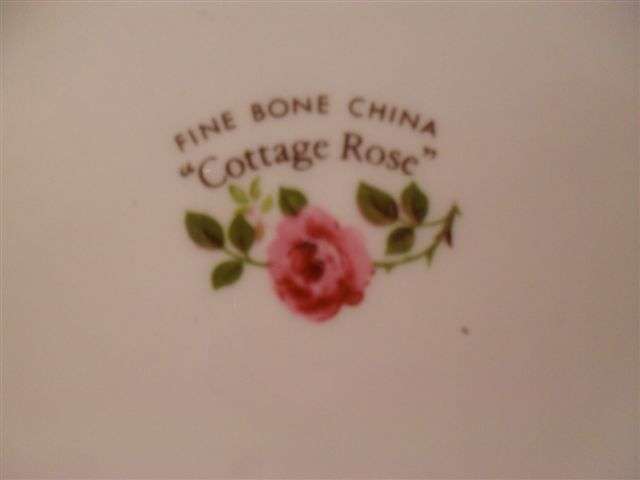 FINE BONE CHINA
“Cottage Rose”